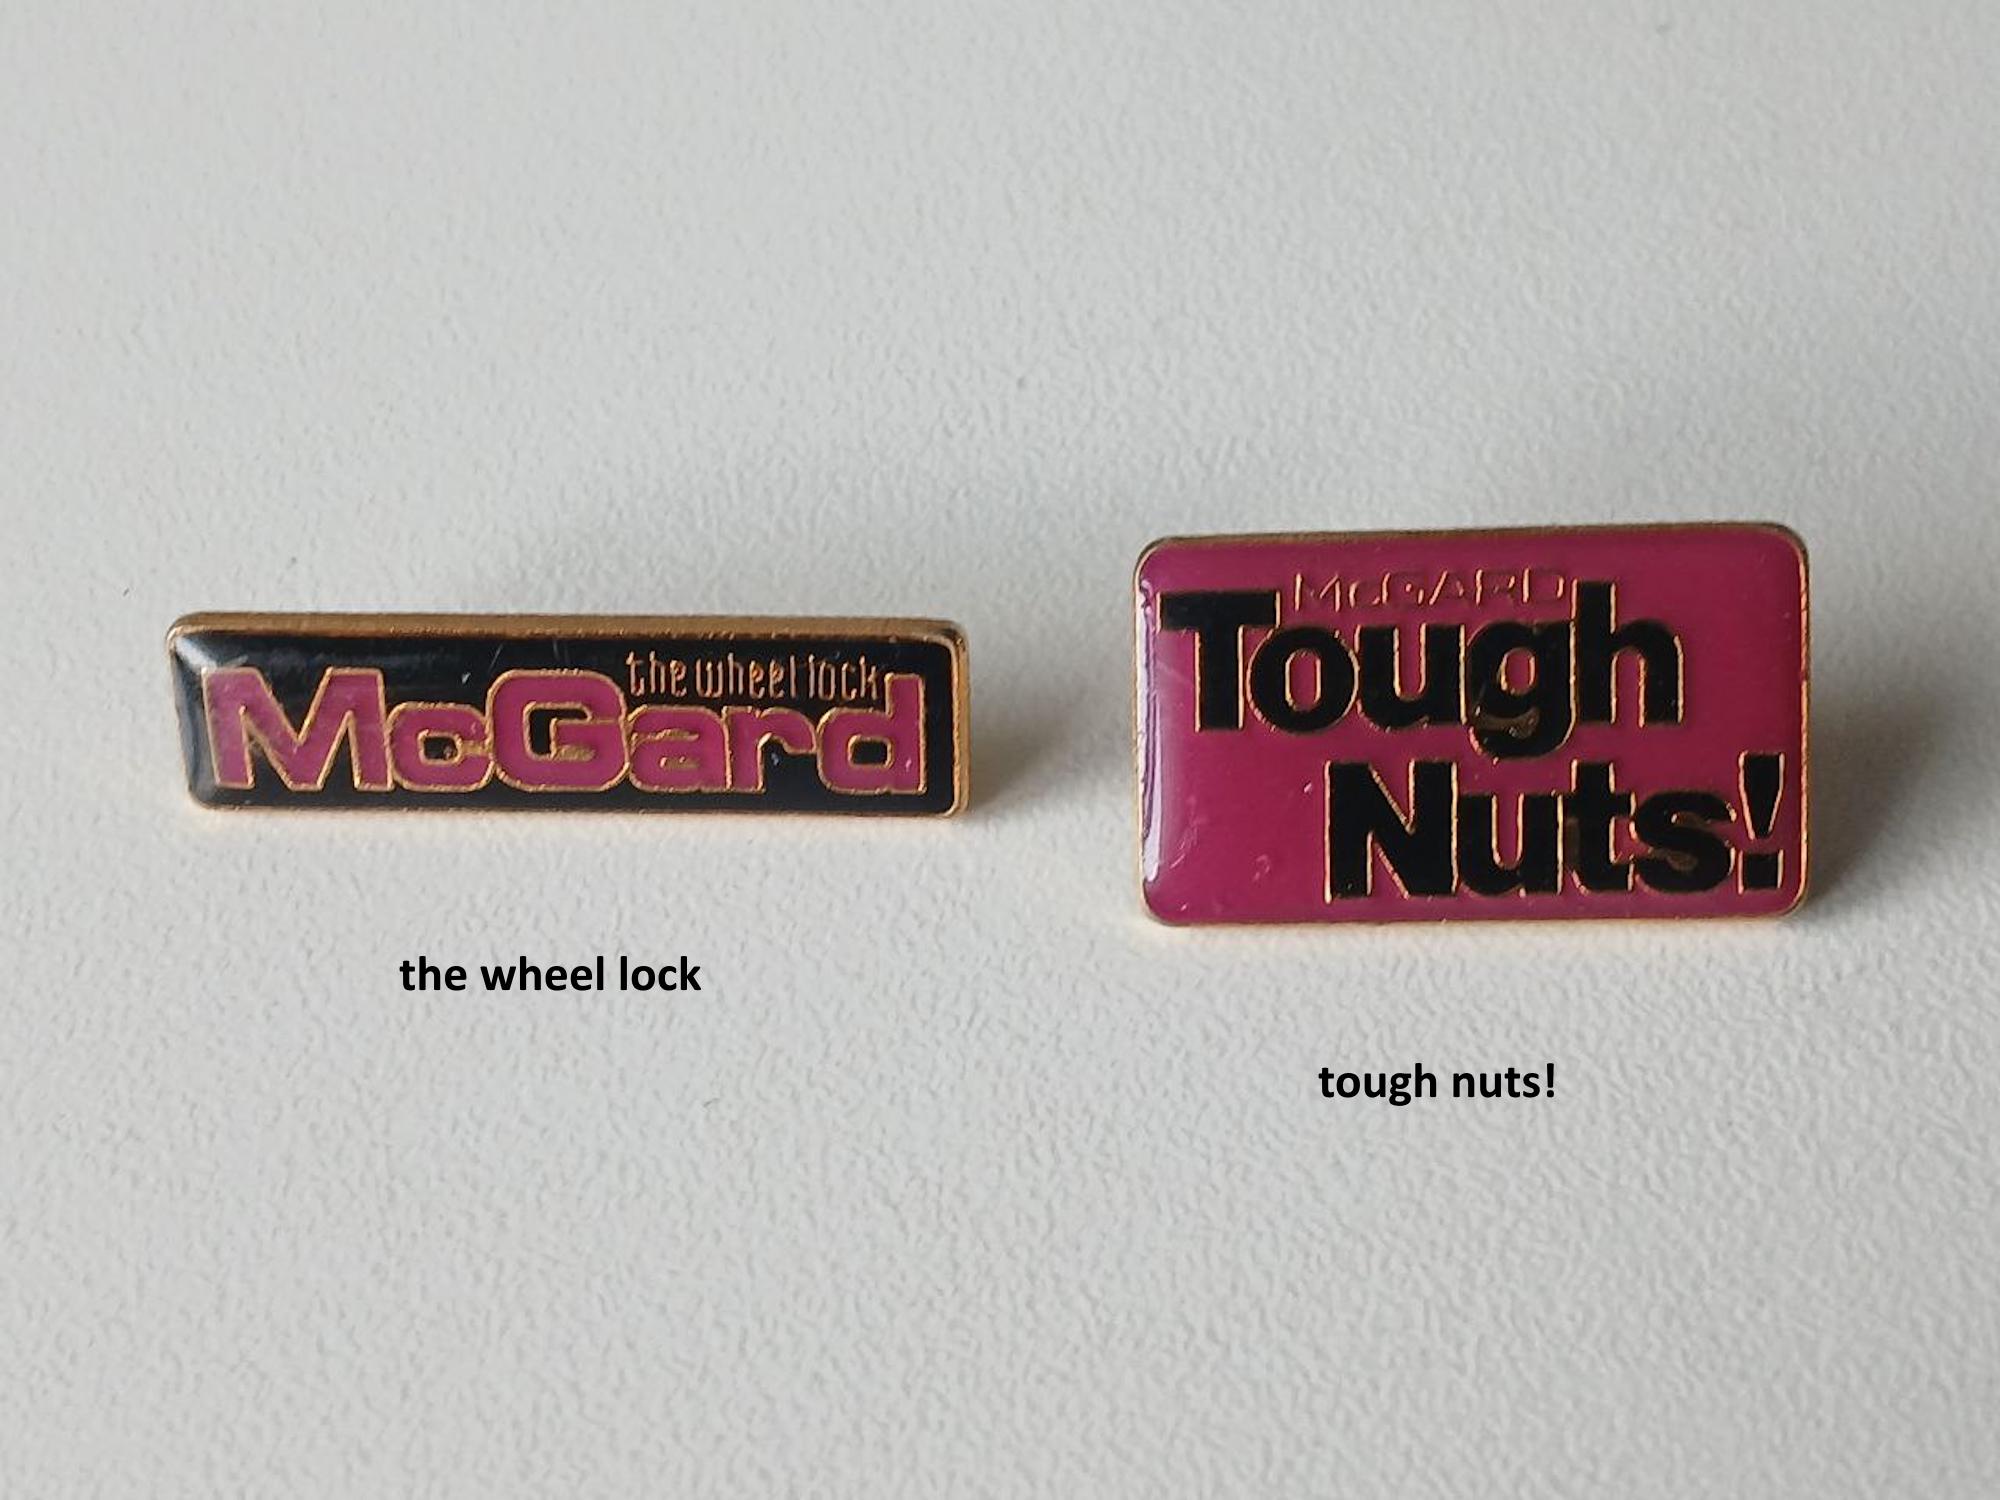 the wheel lock
McGard
McGARD
Tough
Nuts!
the wheel lock
tough nuts!